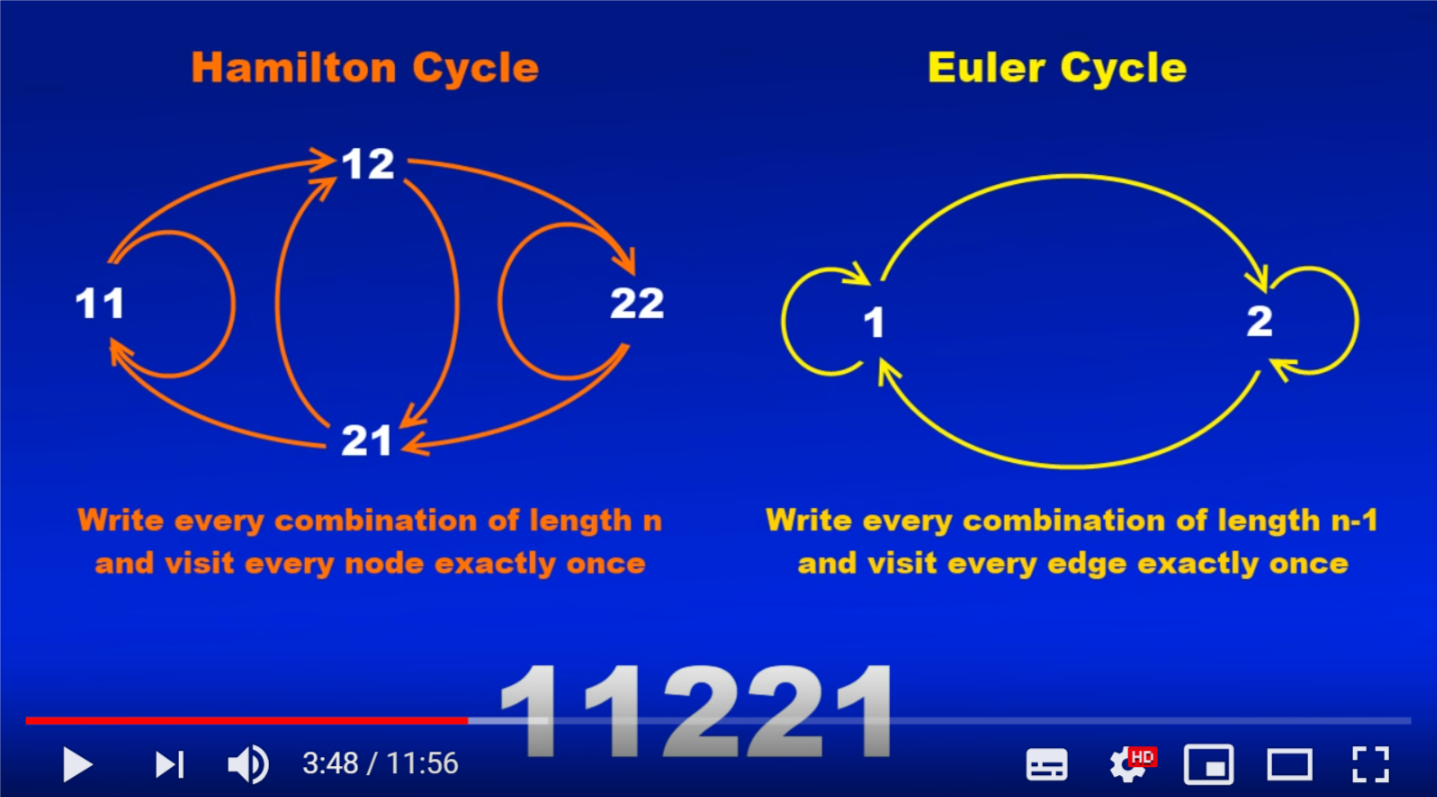 Hamilton Cycle
Euler Cycle
12
11
22
21
1
2
Write every combination of length n
and visit every node exactly once
Write every combination of length n-1
and visit every edge exactly once
11221
3:48 / 11:56
HD